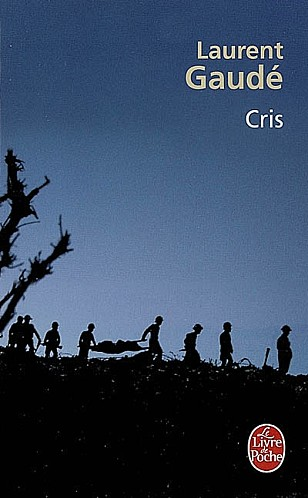 Laurent
Gaudé
Cris
Le
Livre
de
Poche